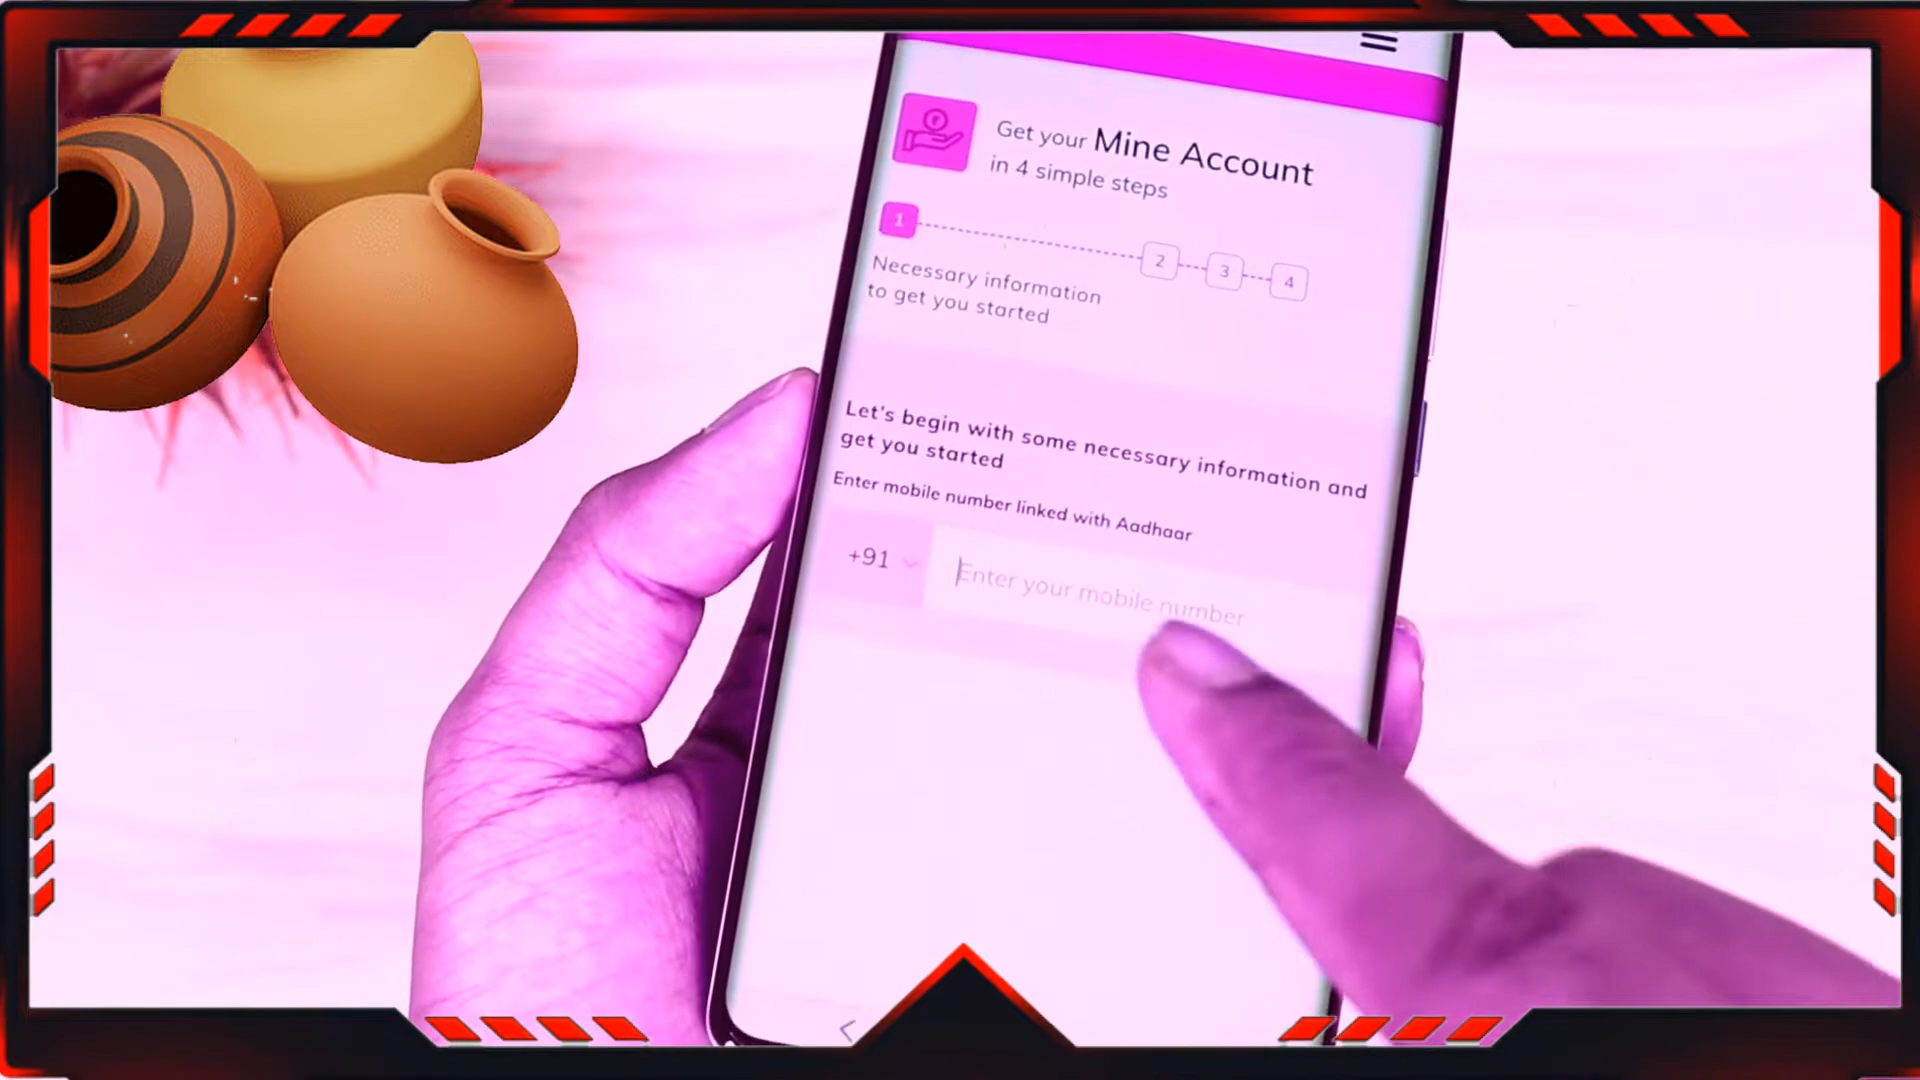 Get your Mine Account
in 4 simple steps
1
2
3
4
Necessary information
to get you started
Let's begin with some necessary information and
get you started
Enter mobile number linked with Aadhaar
+91
Enter your mobile number